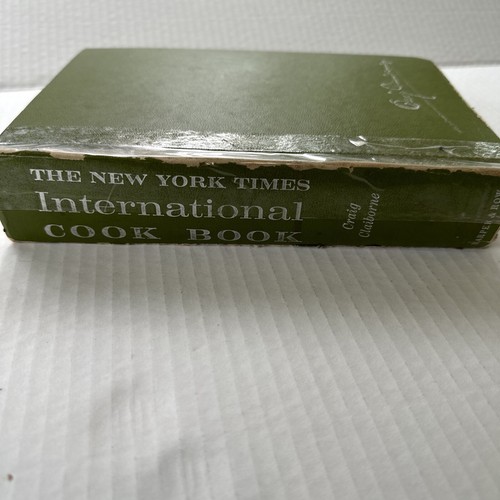 THE NEW YORK TIMES
International
COOK BOOK
Craig
Claiborne